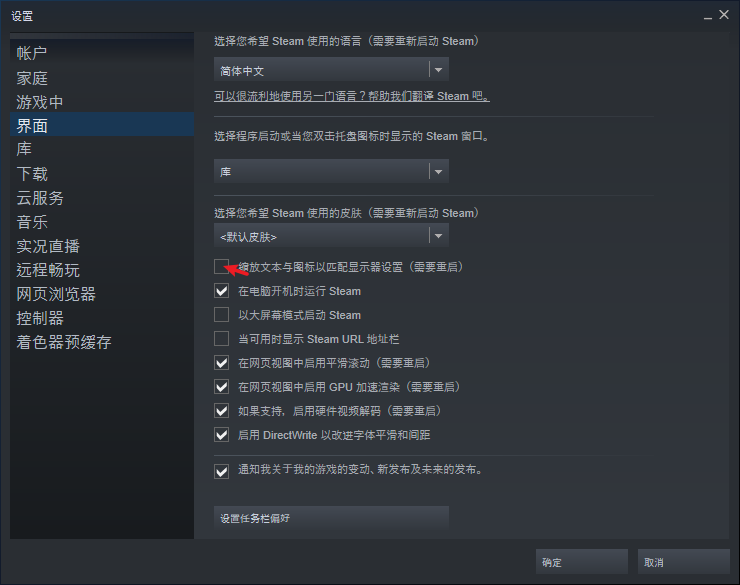 设置
帐户
家庭
游戏中
界面
库
下载
云服务
音乐
实况直播
远程畅玩
网页浏览器
控制器
着色器预缓存
选择您希望 Steam 使用的语言（需要重新启动 Steam）
简体中文
可以很流利地使用另一门语言？帮助我们翻译 Steam 吧。
选择程序启动或当您双击托盘图标时显示的 Steam 窗口。
库
选择您希望 Steam 使用的皮肤（需要重新启动 Steam）
<默认皮肤>
缩放文本与图标以匹配显示器设置（需要重启）
在电脑开机时运行 Steam
以大屏幕模式启动 Steam
当可用时显示 Steam URL 地址栏
在网页视图中启用平滑滚动（需要重启）
在网页视图中启用 GPU 加速渲染（需要重启）
如果支持，启用硬件视频解码（需要重启）
启用 DirectWrite 以改进字体平滑和间距
通知我关于我的游戏的变动、新发布及未来的发布。
设置任务栏偏好
确定
取消